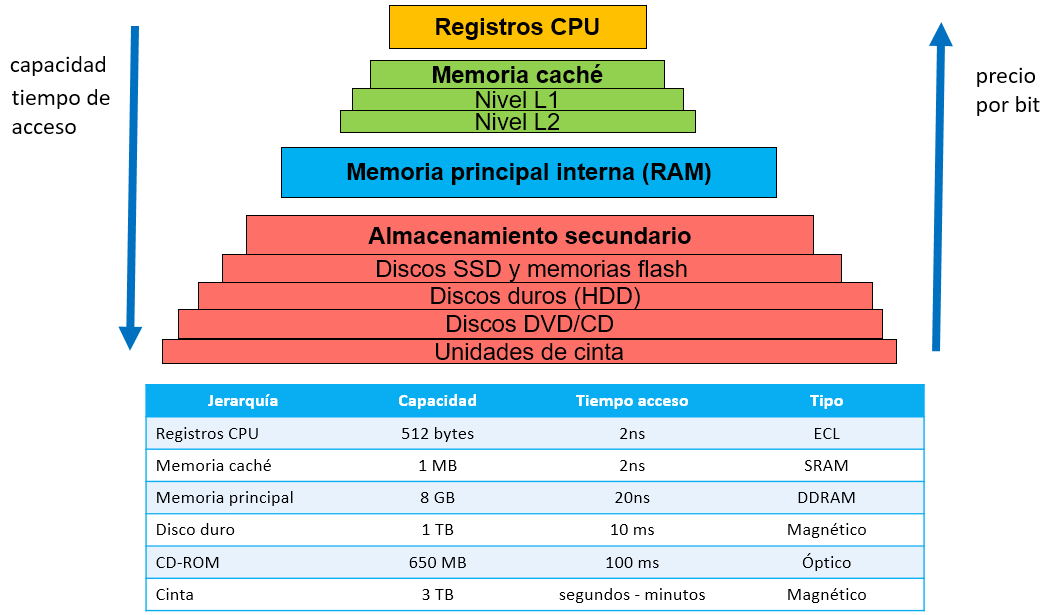 Registros CPU
capacidad
tiempo de
acceso
precio
por bit
Memoria caché
Nivel L1
Nivel L2
Memoria principal interna (RAM)
Almacenamiento secundario
Discos SSD y memorias flash
Discos duros (HDD)
Discos DVD/CD
Unidades de cinta
Jerarquía Capacidad Tiempo acceso Tipo
Registros CPU 512 bytes 2ns ECL
Memoria caché 1 MB 2ns SRAM
Memoria principal 8 GB 20ns DDRAM
Disco duro 1 TB 10 ms Magnético
CD-ROM 650 MB 100 ms Óptico
Cinta 3 TB segundos - minutos Magnético